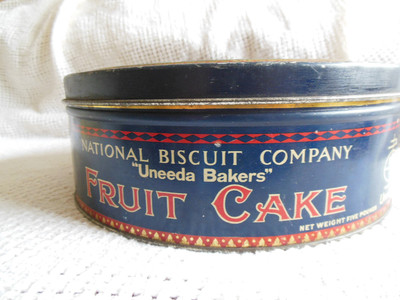 NATIONAL BISCUIT COMPANY
"Uneeda Bakers"
FRUIT CAKE
NET WEIGHT FIVE POUNDS